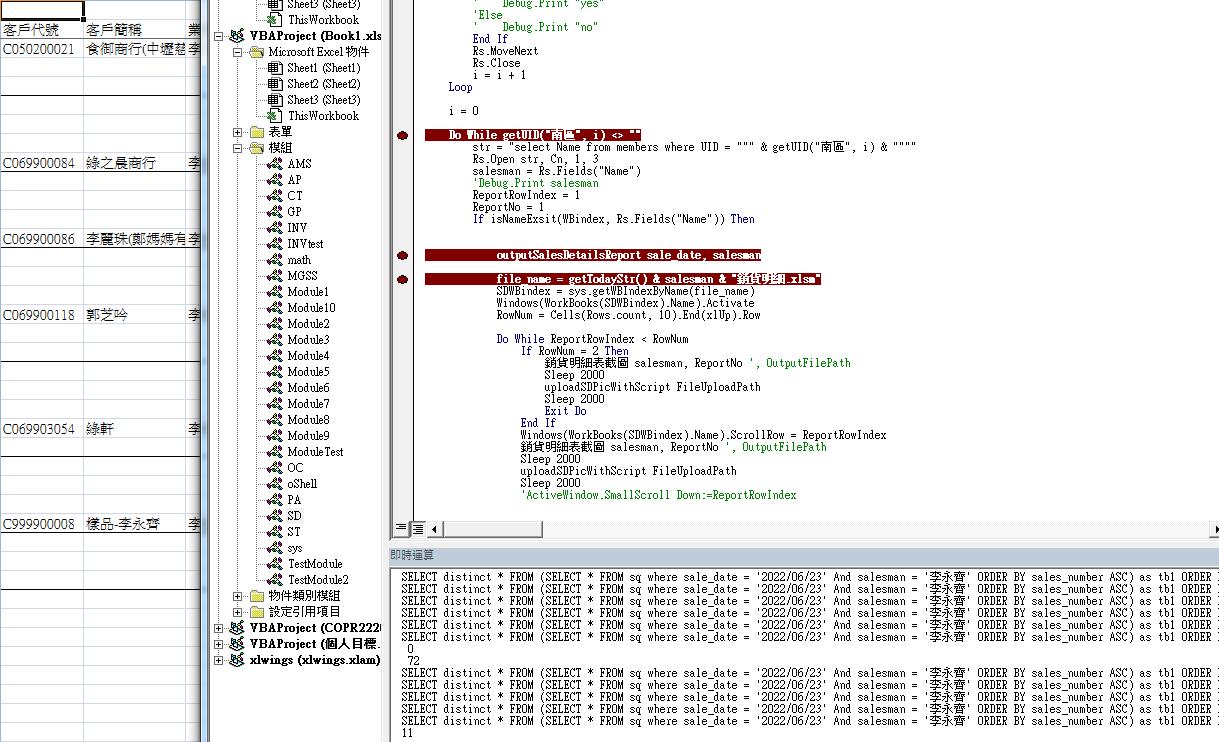 客戶代號 客戶簡稱
C050200021 食御商行(中壢慈 李
C069900084 綠之晨商行 李
C069900086 李麗珠(鄭媽媽有 李
C069900118 郭芝吟 李
C069903054 綠軒 李
C999900008 樣品-李永齊 李
Sheet3 (Sheet3)
ThisWorkbook
VBAProject (Book1.xls
Microsoft Excel 物件
Sheet1 (Sheet1)
Sheet2 (Sheet2)
Sheet3 (Sheet3)
ThisWorkbook
表單
模組
AMS
AP
CT
GP
INV
INVtest
math
MGSS
Module1
Module10
Module2
Module3
Module4
Module5
Module6
Module7
Module8
Module9
ModuleTest
OC
oShell
PA
SD
ST
sys
TestModule
TestModule2
物件類別模組
設定引用項目
VBAProject (COPR222
VBAProject (個人目標.
xlwings (xlwings.xlam)
' Debug.Print "yes"
'Else
' Debug.Print "no"
End If
Rs.MoveNext
Rs.Close
i = i + 1
Loop
i = 0
Do While getUID("南區", i) <> ""
str = "select Name from members where UID = """ & getUID("南區", i) & """"
Rs.Open str, Cn, 1, 3
salesman = Rs.Fields("Name")
'Debug.Print salesman
ReportRowIndex = 1
ReportNo = 1
If isNameExsit(WBindex, Rs.Fields("Name")) Then
outputSalesDetailsReport sale_date, salesman
file_name = getTodayStr() & salesman & "銷貨明細.xlsm"
SDWBindex = sys.getWBIndexByName(file_name)
Windows(WorkBooks(SDWBindex).Name).Activate
RowNum = Cells(Rows.count, 10).End(xlUp).Row
Do While ReportRowIndex < RowNum
If RowNum = 2 Then
銷貨明細表截圖 salesman, ReportNo ', OutputFilePath
Sleep 2000
uploadSDPicWithScript FileUploadPath
Sleep 2000
Exit Do
End If
Windows(WorkBooks(SDWBindex).Name).ScrollRow = ReportRowIndex
銷貨明細表截圖 salesman, ReportNo ', OutputFilePath
Sleep 2000
uploadSDPicWithScript FileUploadPath
Sleep 2000
'ActiveWindow.SmallScroll Down:=ReportRowIndex
即時運算
SELECT distinct * FROM (SELECT * FROM sq where sale_date = '2022/06/23' And salesman = '李永齊' ORDER BY sales_number ASC) as tb1 ORDER
SELECT distinct * FROM (SELECT * FROM sq where sale_date = '2022/06/23' And salesman = '李永齊' ORDER BY sales_number ASC) as tb1 ORDER
SELECT distinct * FROM (SELECT * FROM sq where sale_date = '2022/06/23' And salesman = '李永齊' ORDER BY sales_number ASC) as tb1 ORDER
SELECT distinct * FROM (SELECT * FROM sq where sale_date = '2022/06/23' And salesman = '李永齊' ORDER BY sales_number ASC) as tb1 ORDER
SELECT distinct * FROM (SELECT * FROM sq where sale_date = '2022/06/23' And salesman = '李永齊' ORDER BY sales_number ASC) as tb1 ORDER
SELECT distinct * FROM (SELECT * FROM sq where sale_date = '2022/06/23' And salesman = '李永齊' ORDER BY sales_number ASC) as tb1 ORDER
0
72
SELECT distinct * FROM (SELECT * FROM sq where sale_date = '2022/06/23' And salesman = '李永齊' ORDER BY sales_number ASC) as tb1 ORDER
SELECT distinct * FROM (SELECT * FROM sq where sale_date = '2022/06/23' And salesman = '李永齊' ORDER BY sales_number ASC) as tb1 ORDER
SELECT distinct * FROM (SELECT * FROM sq where sale_date = '2022/06/23' And salesman = '李永齊' ORDER BY sales_number ASC) as tb1 ORDER
SELECT distinct * FROM (SELECT * FROM sq where sale_date = '2022/06/23' And salesman = '李永齊' ORDER BY sales_number ASC) as tb1 ORDER
SELECT distinct * FROM (SELECT * FROM sq where sale_date = '2022/06/23' And salesman = '李永齊' ORDER BY sales_number ASC) as tb1 ORDER
11